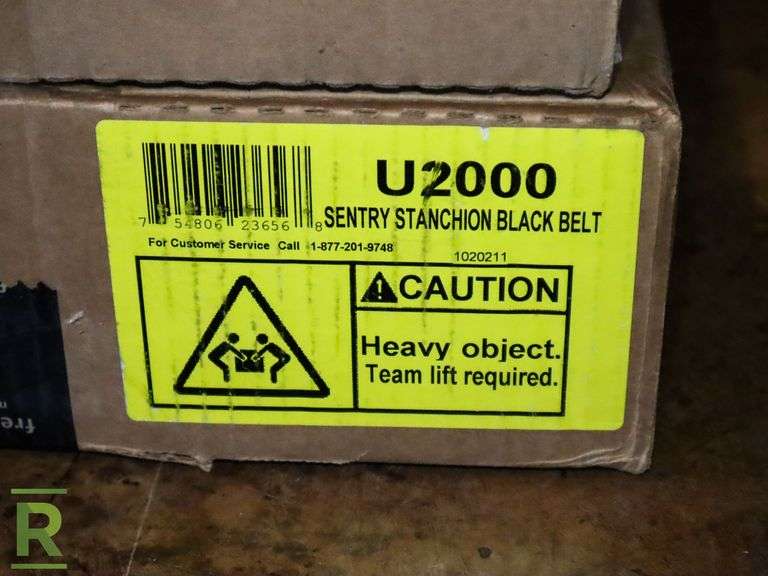 U2000
7 54806 23656 8
SENTRY STANCHION BLACK BELT
For Customer Service Call 1-877-201-9748
1020211
CAUTION
Heavy object.
Team lift required.
fre
R